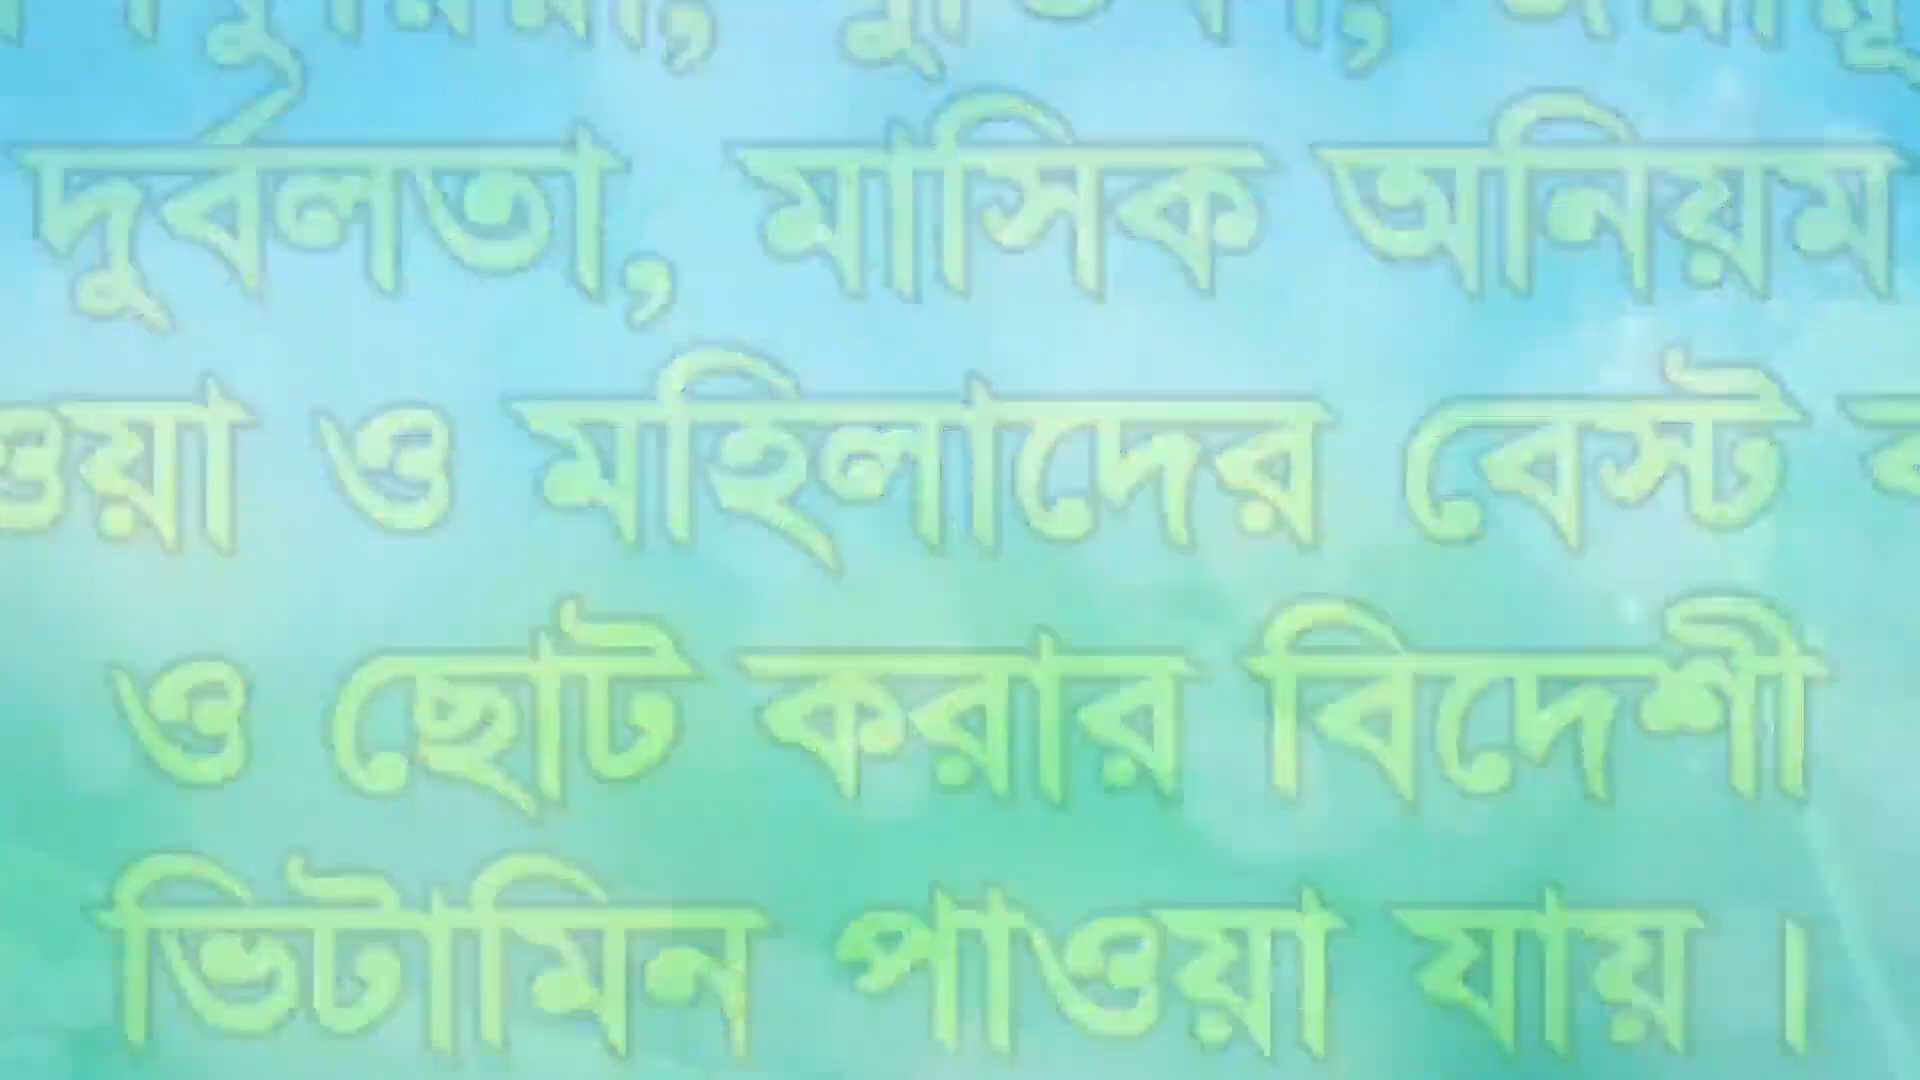 দুর্বলতা, মাসিক অনিয়ম
ও মহিলাদের বেস্ট
ও ছোট করার বিদেশী
ভিটামিন পাওয়া যায় ।